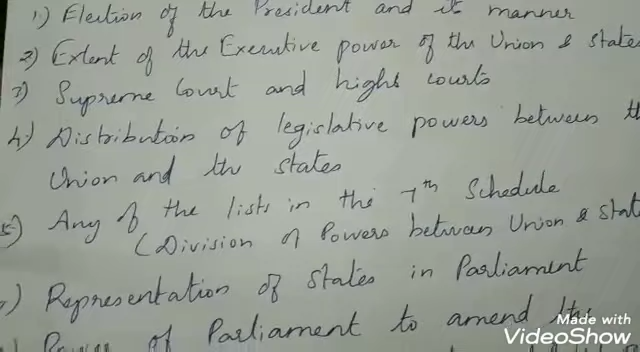 1) Election of the President and its manner
2) Extent of the Executive power of the Union & States
3) Supreme Court and high courts
4) Distribution of legislative powers between the
Union and the States
5) Any of the lists in the 7th Schedule
(Division of Powers between Union & Stat
Representation of States in Parliament
Power of Parliament to amend the
Made with
VideoShow